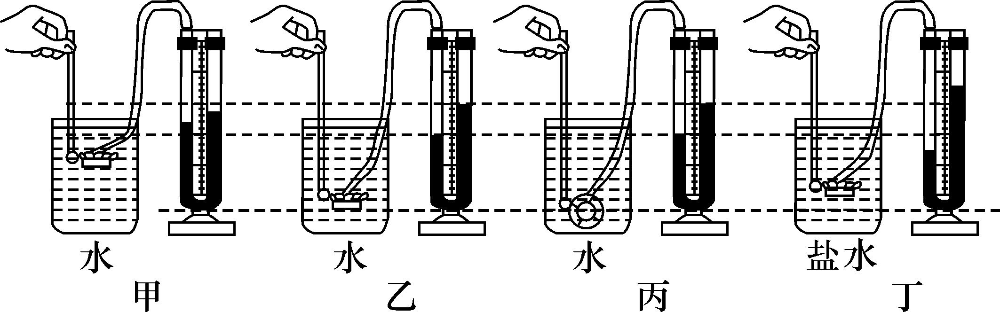 水 水 水 盐水
甲 乙 丙 丁